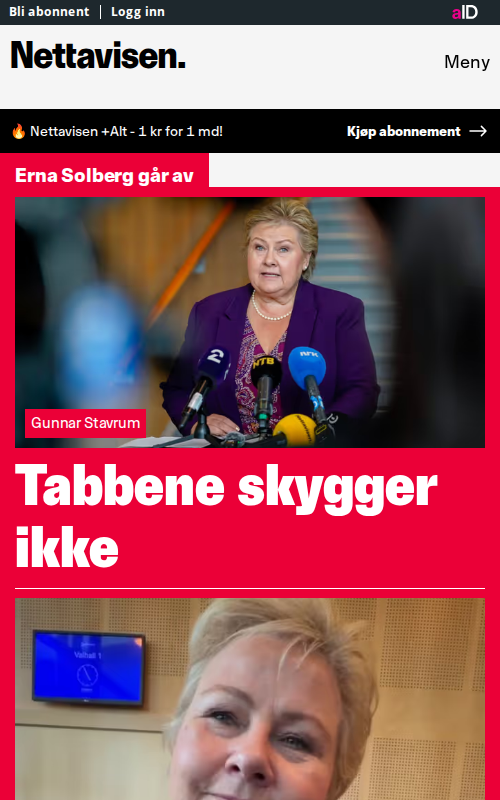 Bli abonnent
Logg inn
aID
Nettavisen.
Meny
Nettavisen +Alt - 1 kr for 1 md!
Kjøp abonnement
Erna Solberg går av
2
NTB
NRK
Gunnar Stavrum
Tabbene skygger
ikke
Valhall 1